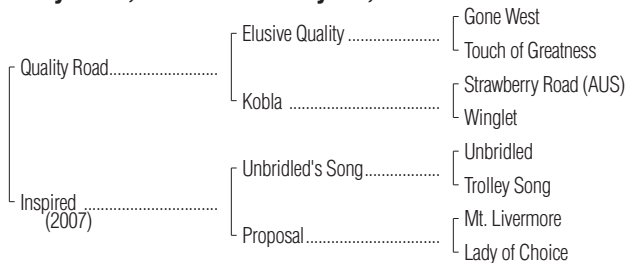 Gone West
Elusive Quality ....................
Touch of Greatness
Quality Road........................
Strawberry Road (AUS)
Kobla .................................
Winglet
Unbridled
Unbridled's Song.................
Trolley Song
Inspired .............................
(2007)
Mt. Livermore
Proposal.............................
Lady of Choice